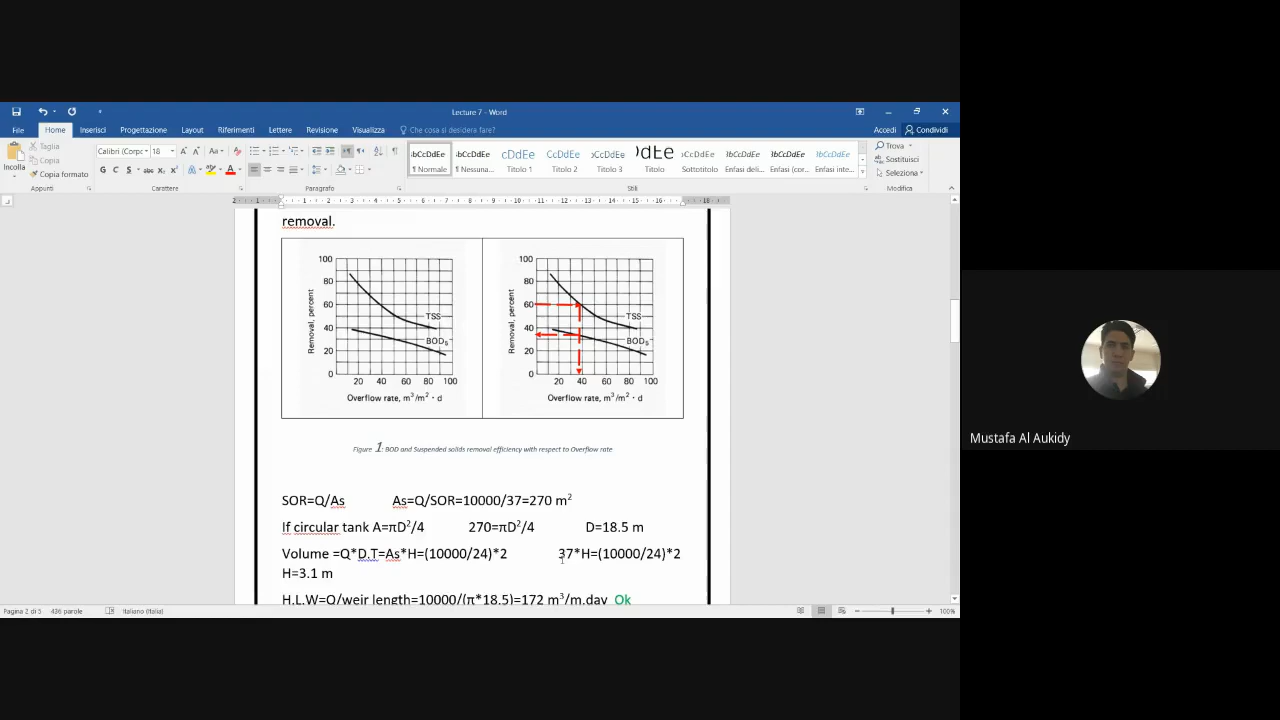 Lecture 7 - Word
File Home Inserisci Progettazione Layout Riferimenti Lettere Revisione Visualizza Che cosa si desidera fare? Accedi Condividi
Incolla
Taglia
Copia
Copia formato
Appunti
Calibri (Corpo 18
Carattere
Paragrafo
AaBbCcDdEe ¶ Normale
¶ Nessuna...
Titolo 1
Titolo 2
Titolo 3
Titolo
Sottotitolo
Enfasi deli...
Enfasi (cor...
Enfasi inte...
Stili
Trova
Sostituisci
Seleziona
Modifica
removal.
Removal, percent
100
80
60
40
20
0
TSS
BOD₅
20 40 60 80 100
Overflow rate, m³/m² · d
Removal, percent
100
80
60
40
20
0
TSS
BOD₅
20 40 60 80 100
Overflow rate, m³/m² · d
Figure 1: BOD and Suspended solids removal efficiency with respect to Overflow rate
SOR=Q/As As=Q/SOR=10000/37=270 m²
If circular tank A=πD²/4 270=πD²/4 D=18.5 m
Volume =Q*D.T=As*H=(10000/24)*2 37*H=(10000/24)*2
H=3.1 m
H.L.W=Q/weir length=10000/(π*18.5)=172 m³/m.day Ok
Pagina 2 di 5 436 parole Italiano (Italia) 100%
Mustafa Al Aukidy